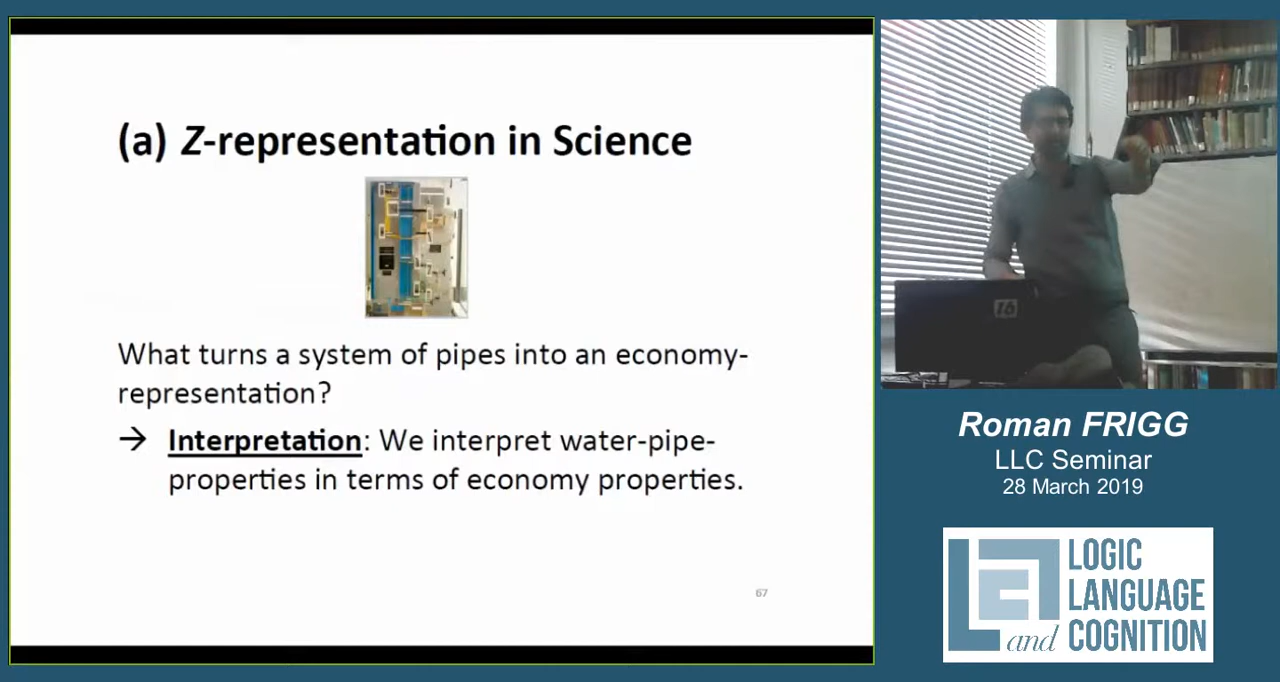 (a) Z-representation in Science
What turns a system of pipes into an economy-
representation?
→ Interpretation: We interpret water-pipe-
properties in terms of economy properties.
67
Roman FRIGG
LLC Seminar
28 March 2019
LOGIC
LANGUAGE
and COGNITION